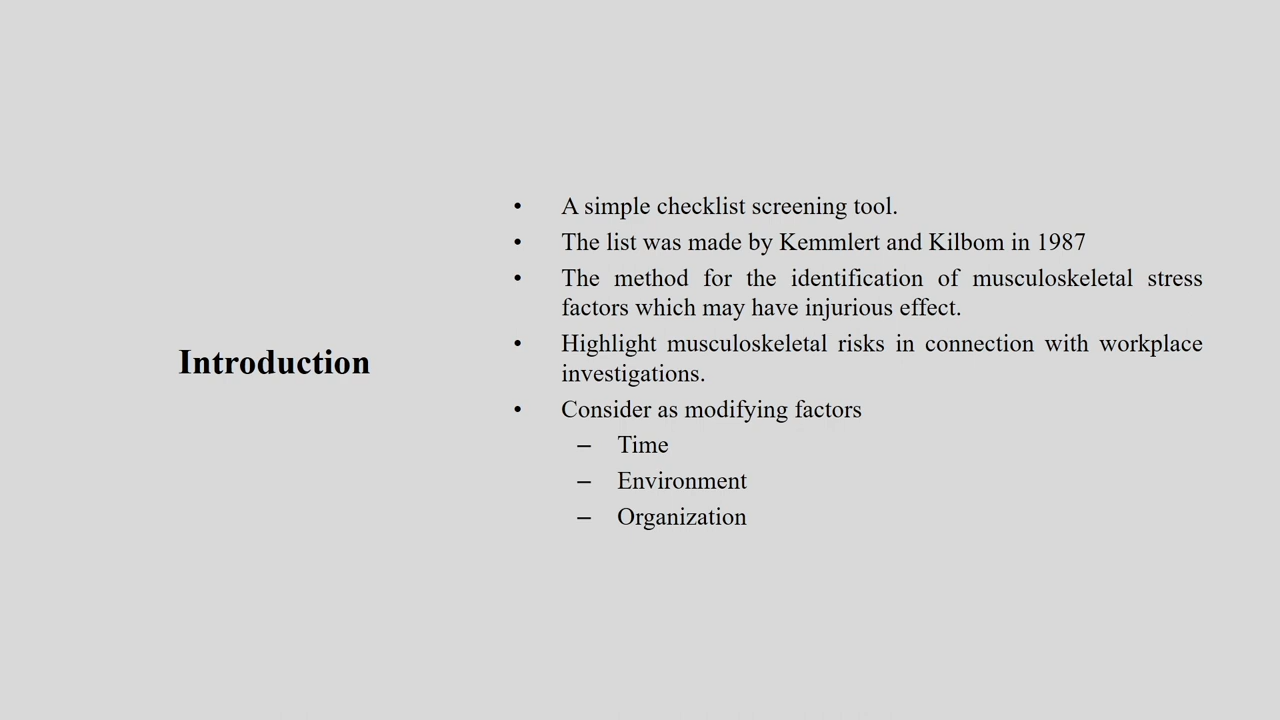 Introduction
• A simple checklist screening tool.
• The list was made by Kemmlert and Kilbom in 1987
• The method for the identification of musculoskeletal stress
factors which may have injurious effect.
• Highlight musculoskeletal risks in connection with workplace
investigations.
• Consider as modifying factors
– Time
– Environment
– Organization